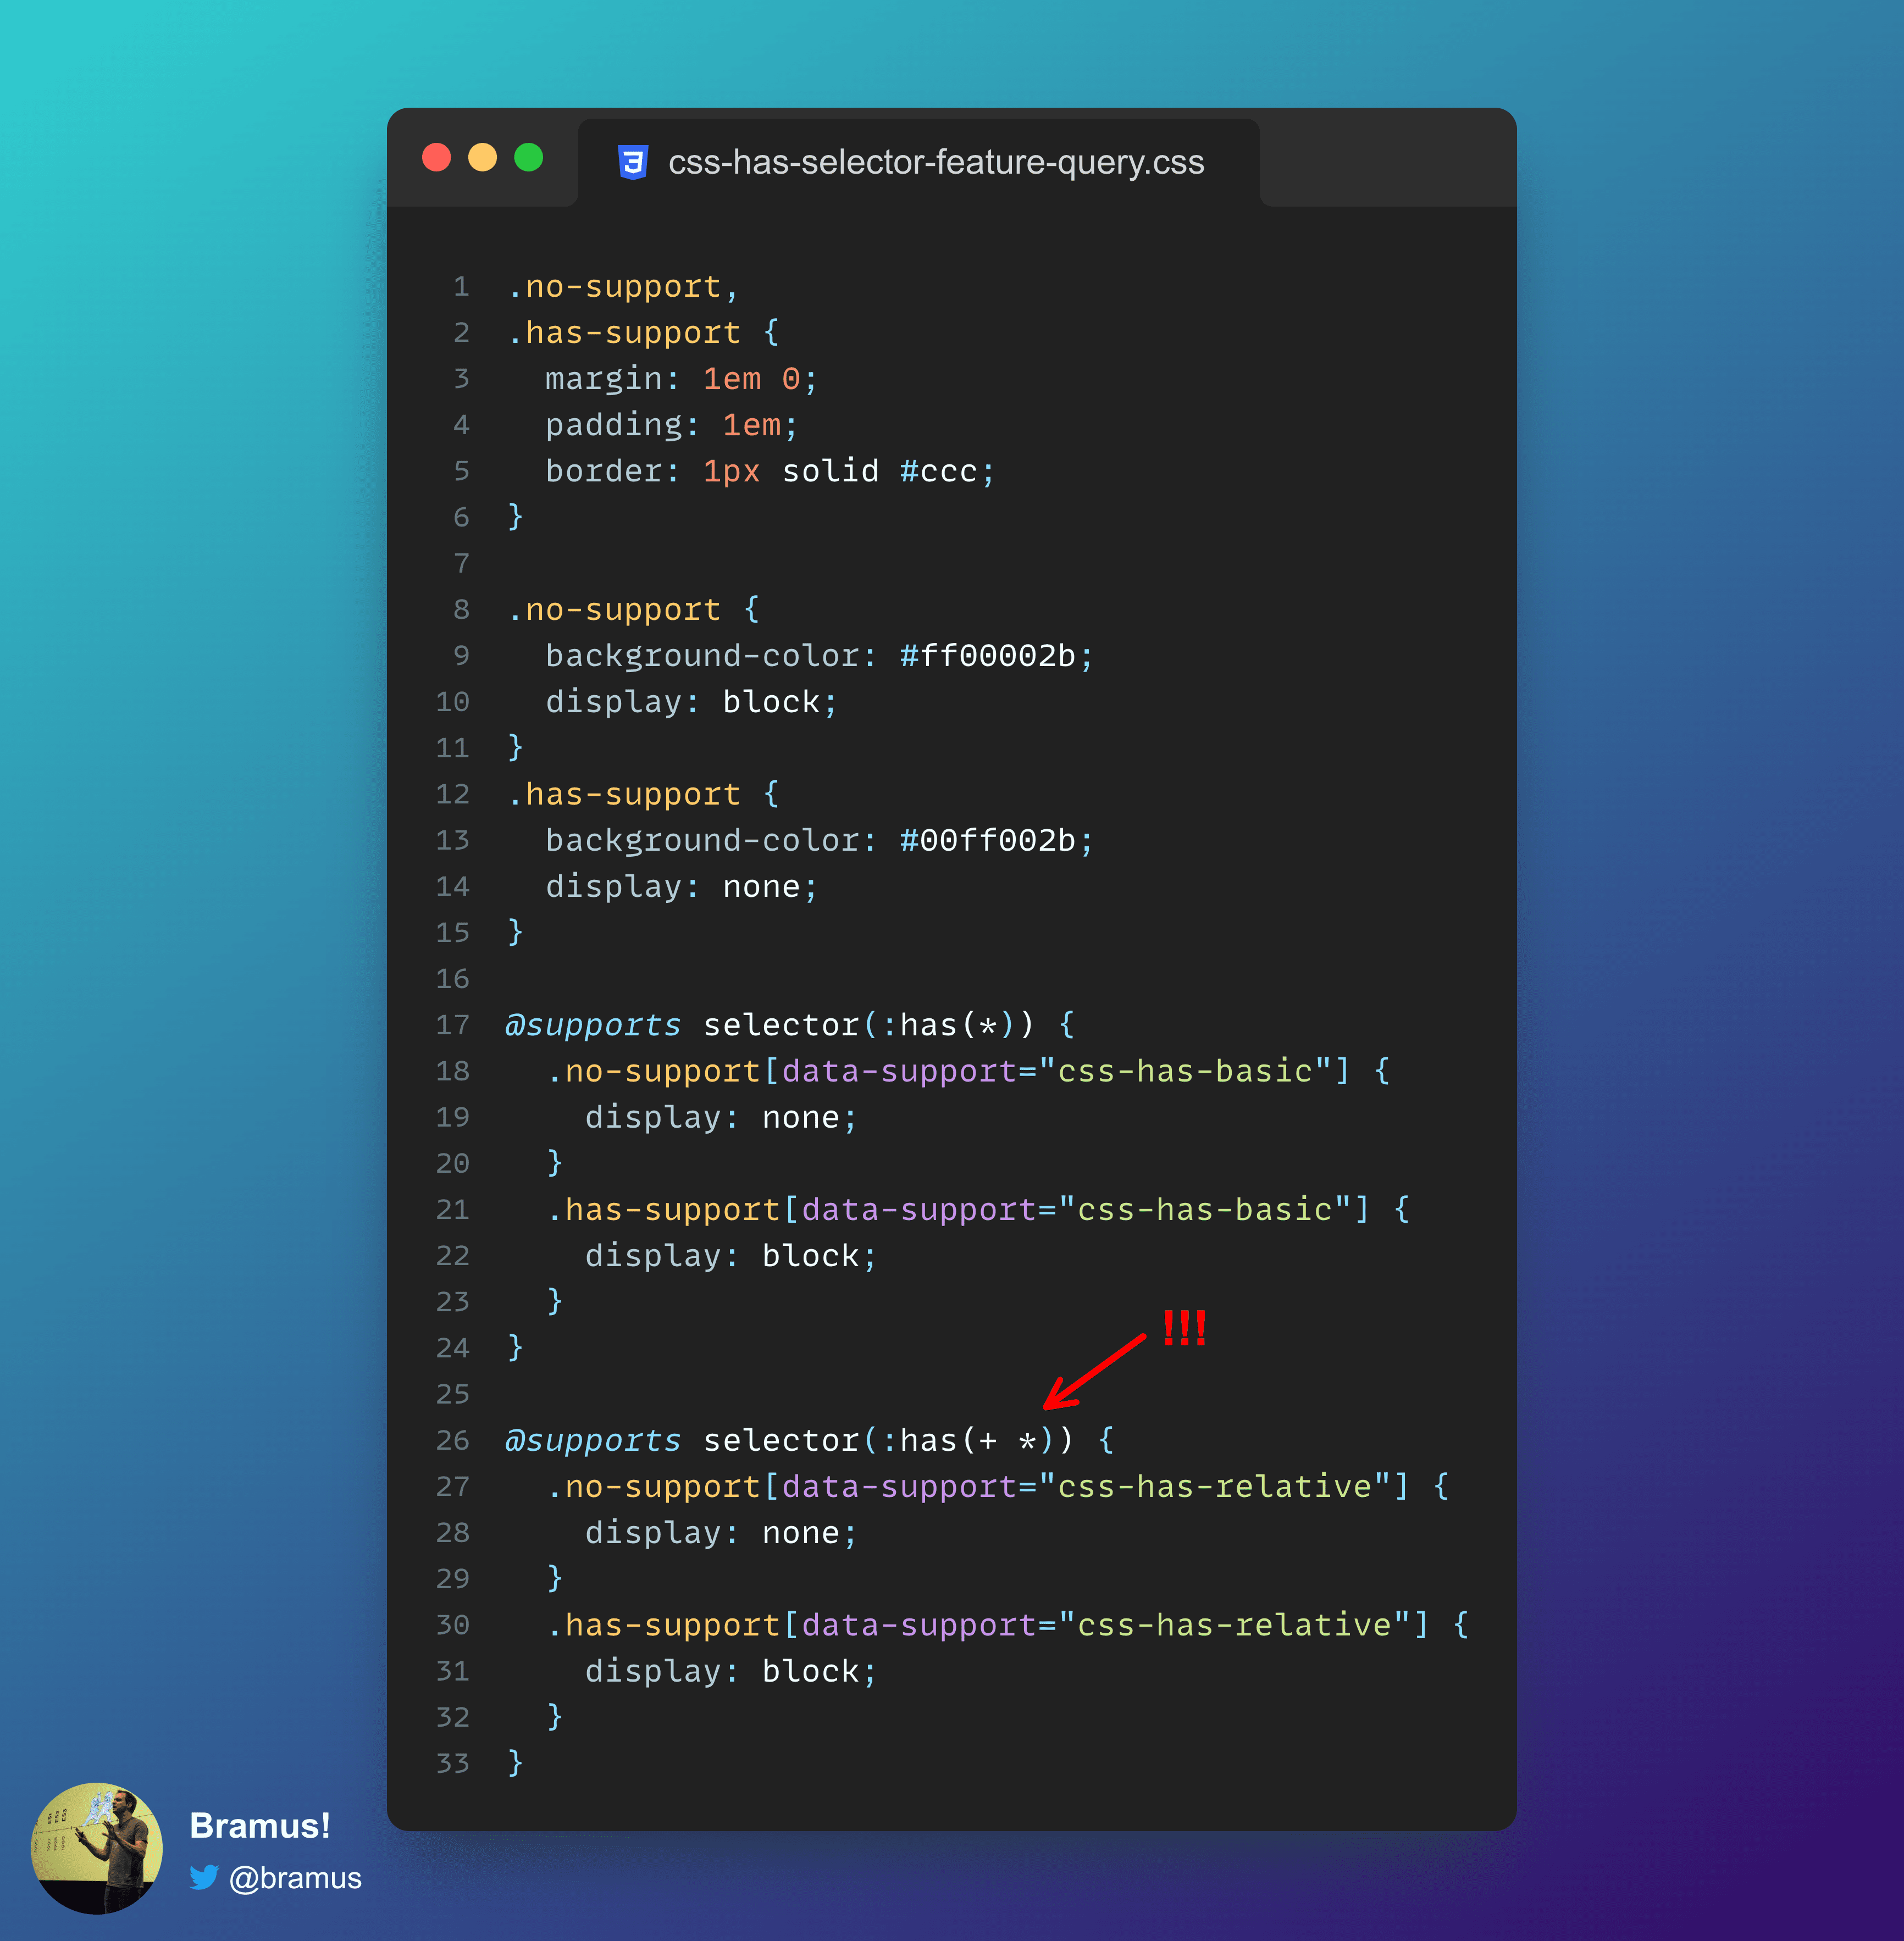 css-has-selector-feature-query.css
1 .no-support,
2 .has-support {
3   margin: 1em 0;
4   padding: 1em;
5   border: 1px solid #ccc;
6 }
7
8 .no-support {
9   background-color: #ff00002b;
10   display: block;
11 }
12 .has-support {
13   background-color: #00ff002b;
14   display: none;
15 }
16
17 @supports selector(:has(*)) {
18   .no-support[data-support="css-has-basic"] {
19     display: none;
20   }
21   .has-support[data-support="css-has-basic"] {
22     display: block;
23   }
!!!
24 }
25
26 @supports selector(:has(+ *)) {
27   .no-support[data-support="css-has-relative"] {
28     display: none;
29   }
30   .has-support[data-support="css-has-relative"] {
31     display: block;
32   }
33 }
Bramus!
@bramus